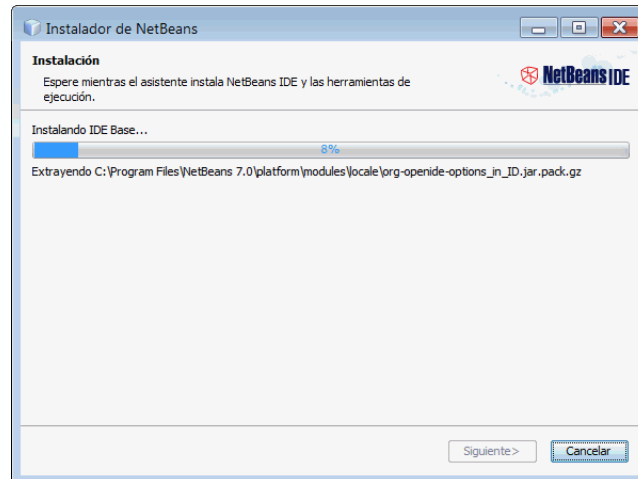 Instalador de NetBeans
Instalación
Espere mientras el asistente instala NetBeans IDE y las herramientas de
ejecución.
NetBeans IDE
Instalando IDE Base...
8%
Extrayendo C:\Program Files\NetBeans 7.0\platform\modules\locale\org-openide-options_in_ID.jar.pack.gz
Siguiente>
Cancelar